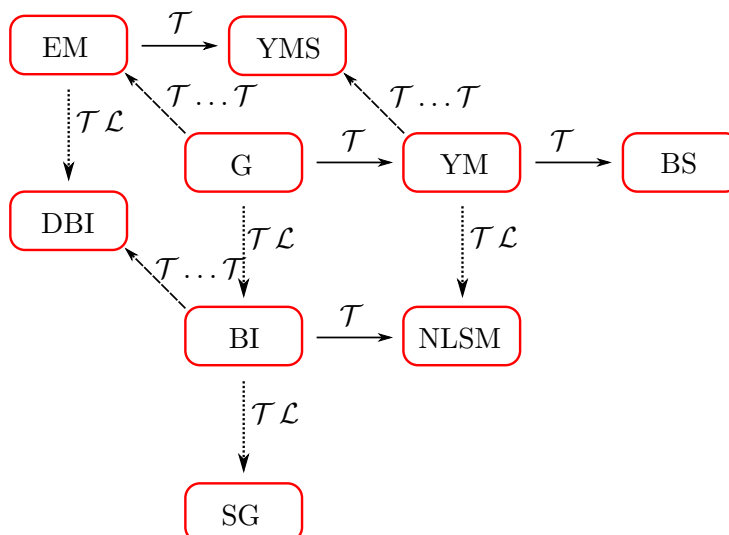 EM 𝒯 YMS
𝒯 … 𝒯 𝒯 … 𝒯
𝒯 ℒ
G 𝒯 YM 𝒯 BS
DBI 𝒯 ℒ 𝒯 ℒ
𝒯 … 𝒯
BI 𝒯 NLSM
𝒯 ℒ
SG